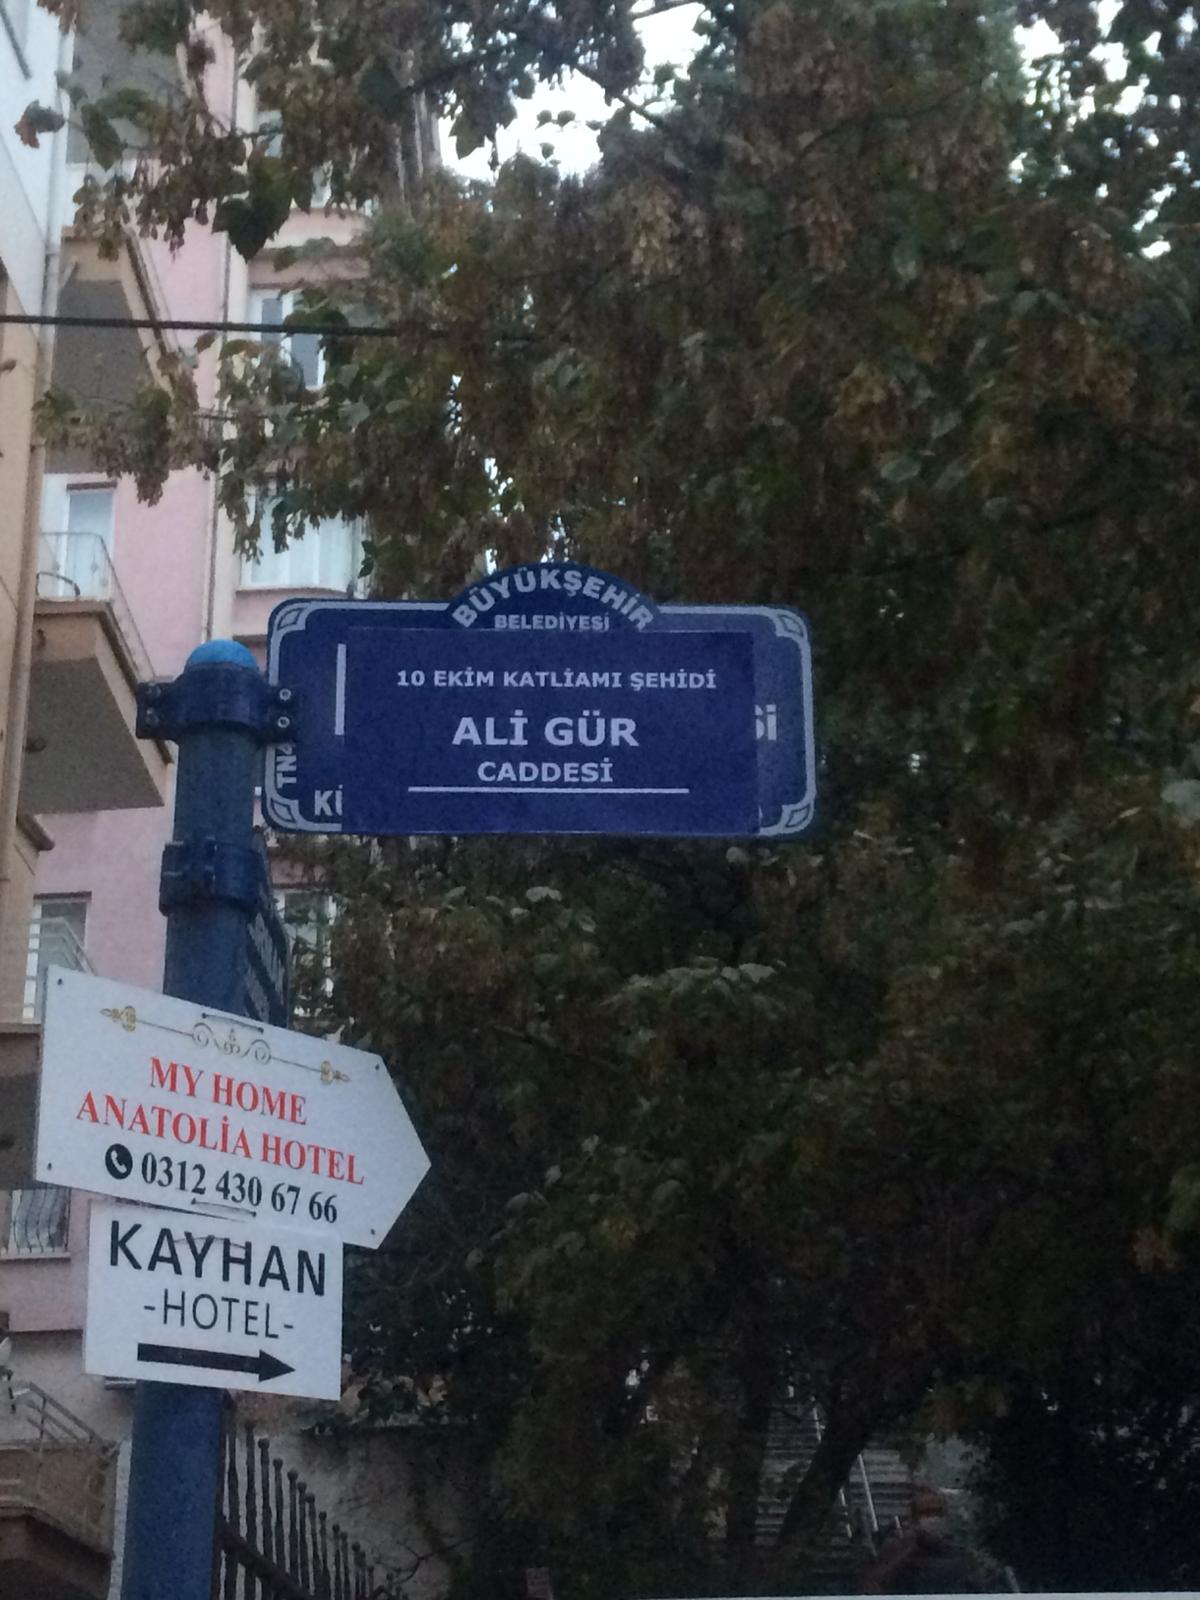 BÜYÜKŞEHİR
BELEDİYESİ
10 EKİM KATLİAMI ŞEHİDİ
ALİ GÜR
CADDESİ
MY HOME
ANATOLİA HOTEL
0312 430 67 66
KAYHAN
-HOTEL-